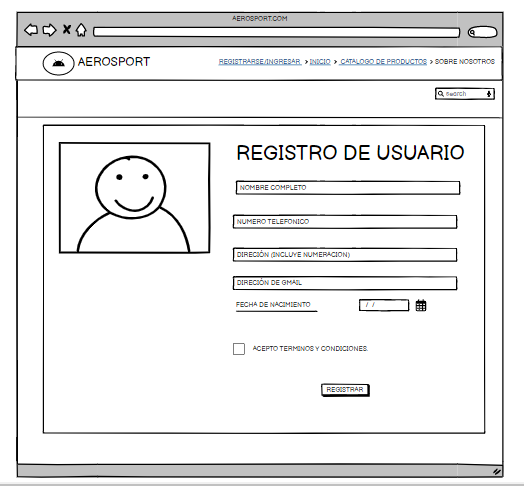 AEROSPORT.COM
AEROSPORT
REGISTRARSE/INGRESAR > INICIO > CATALOGO DE PRODUCTOS > SOBRE NOSOTROS
search
REGISTRO DE USUARIO
NOMBRE COMPLETO
NUMERO TELEFONICO
DIRECIÓN (INCLUYE NUMERACION)
DIRECIÓN DE GMAIL
FECHA DE NACIMIENTO / /
ACEPTO TERMINOS Y CONDICIONES.
REGISTRAR